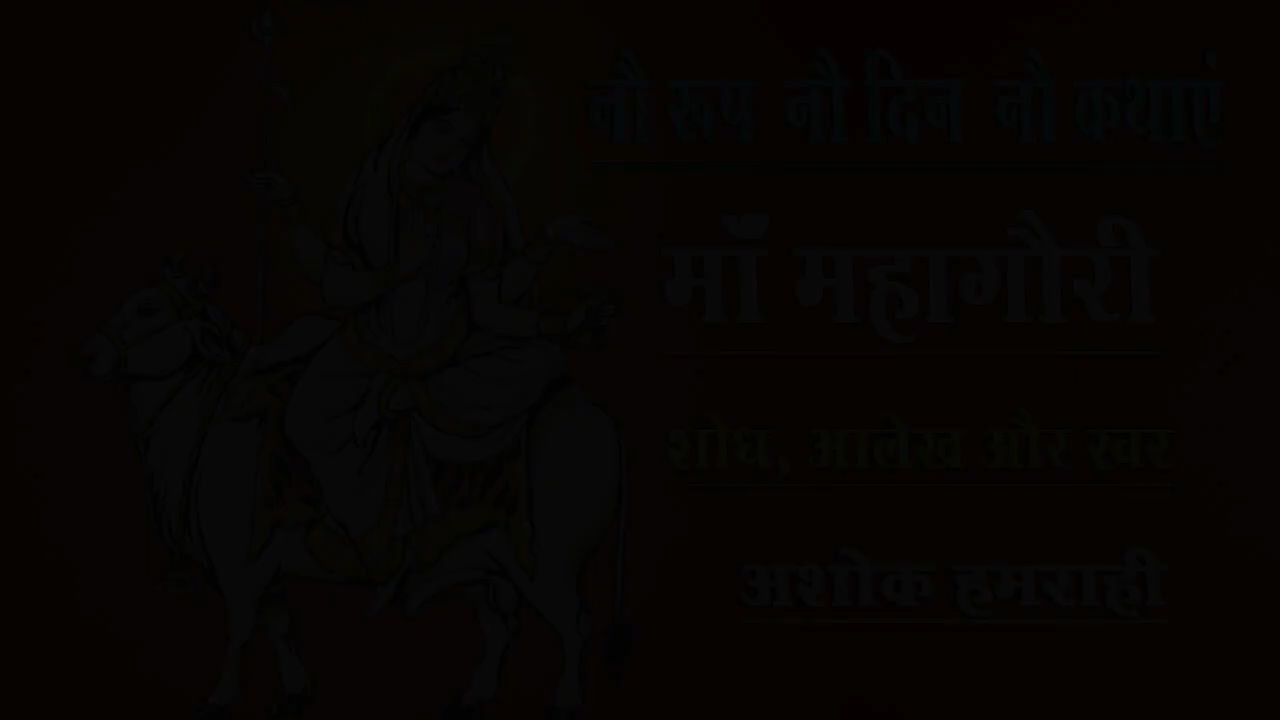 नौ रूप नौ दिन नौ कथाएं
माँ महागौरी
शोध, आलेख और स्वर
अशोक हमराही